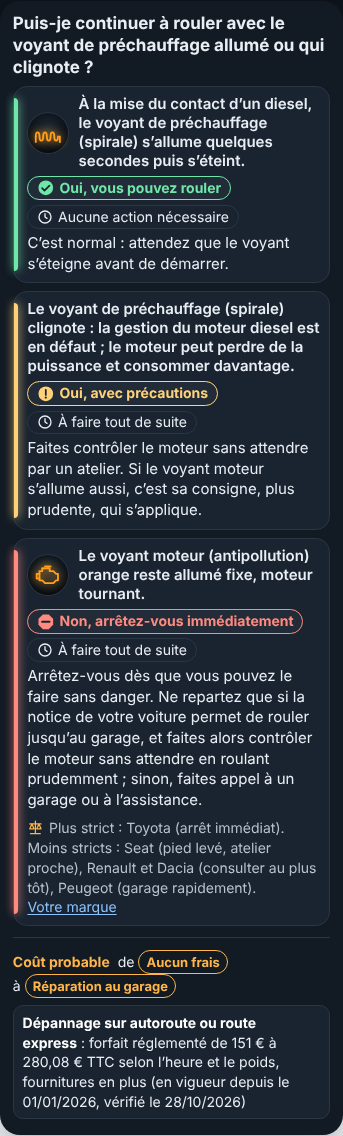 Puis-je continuer à rouler avec le
voyant de préchauffage allumé ou qui
clignote ?
À la mise du contact d’un diesel,
le voyant de préchauffage
(spirale) s’allume quelques
secondes puis s’éteint.
Oui, vous pouvez rouler
Aucune action nécessaire
C’est normal : attendez que le voyant
s’éteigne avant de démarrer.
Le voyant de préchauffage (spirale)
clignote : la gestion du moteur diesel est
en défaut ; le moteur peut perdre de la
puissance et consommer davantage.
Oui, avec précautions
À faire tout de suite
Faites contrôler le moteur sans attendre
par un atelier. Si le voyant moteur
s’allume aussi, c’est sa consigne, plus
prudente, qui s’applique.
Le voyant moteur (antipollution)
orange reste allumé fixe, moteur
tournant.
Non, arrêtez-vous immédiatement
À faire tout de suite
Arrêtez-vous dès que vous pouvez le
faire sans danger. Ne repartez que si la
notice de votre voiture permet de rouler
jusqu’au garage, et faites alors contrôler
le moteur sans attendre en roulant
prudemment ; sinon, faites appel à un
garage ou à l’assistance.
Plus strict : Toyota (arrêt immédiat).
Moins stricts : Seat (pied levé, atelier
proche), Renault et Dacia (consulter au plus
tôt), Peugeot (garage rapidement).
Votre marque
Coût probable de Aucun frais
à Réparation au garage
Dépannage sur autoroute ou route
express : forfait réglementé de 151 € à
280,08 € TTC selon l’heure et le poids,
fournitures en plus (en vigueur depuis le
01/01/2026, vérifié le 28/10/2026)